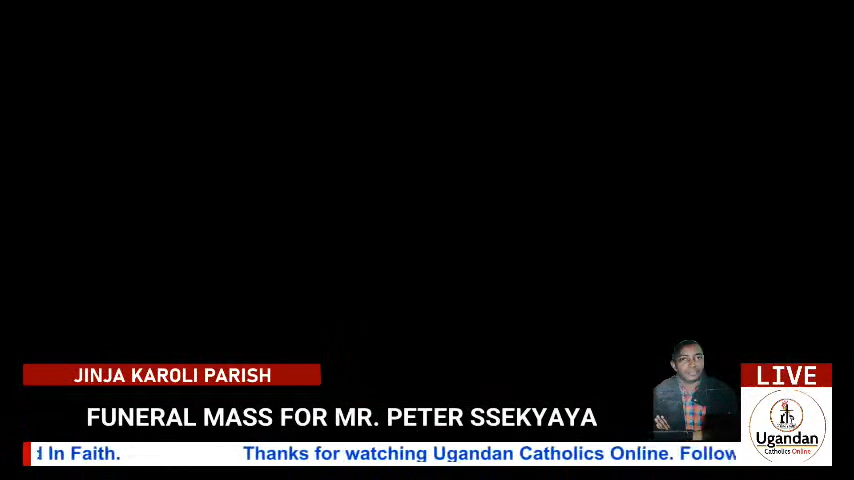 JINJA KAROLI PARISH
LIVE
FUNERAL MASS FOR MR. PETER SSEKYAYA
Ugandan
Catholics Online
d In Faith. Thanks for watching Ugandan Catholics Online. Follow